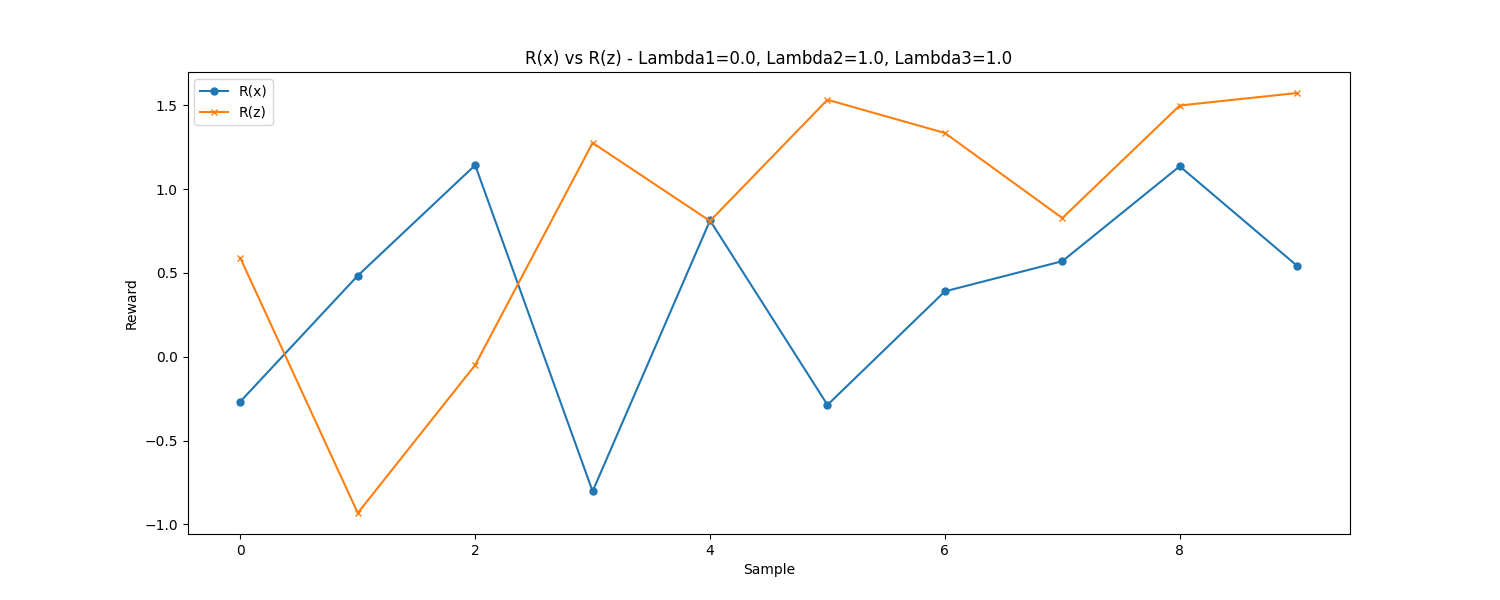 R(x) vs R(z) - Lambda1=0.0, Lambda2=1.0, Lambda3=1.0
R(x)
R(z)
1.5
1.0
0.5
0.0
−0.5
−1.0
Reward
0 2 4 6 8
Sample